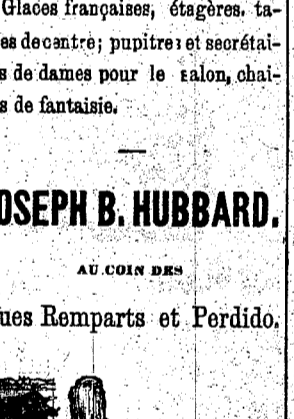 Glaces françaises, étagères, ta-
es de centre; pupitres et secrétai-
s de dames pour le salon, chai-
s de fantaisie.
OSEPH B. HUBBARD.
AU COIN DES
ues Remparts et Perdido.